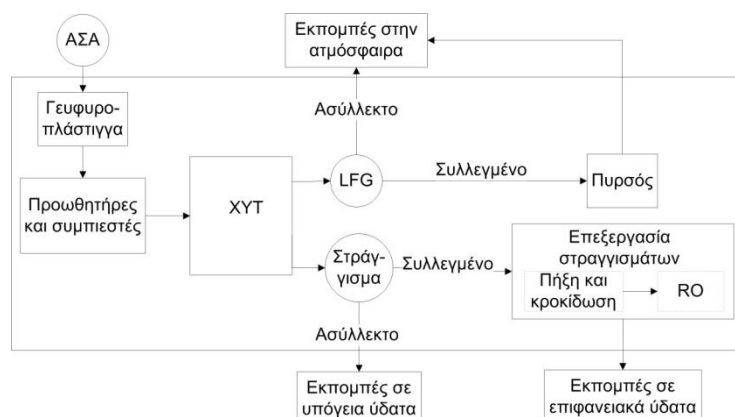 ΑΣΑ
Εκπομπές στην
ατμόσφαιρα
Γευφυρο-
πλάστιγγα
Ασύλλεκτο
Προωθητήρες
και συμπιεστές
ΧΥΤ
LFG
Συλλεγμένο
Πυρσός
Στράγ-
γισμα
Συλλεγμένο
Επεξεργασία
στραγγισμάτων
Πήξη και
κροκίδωση
RO
Ασύλλεκτο
Εκπομπές σε
υπόγεια ύδατα
Εκπομπές σε
επιφανειακά ύδατα